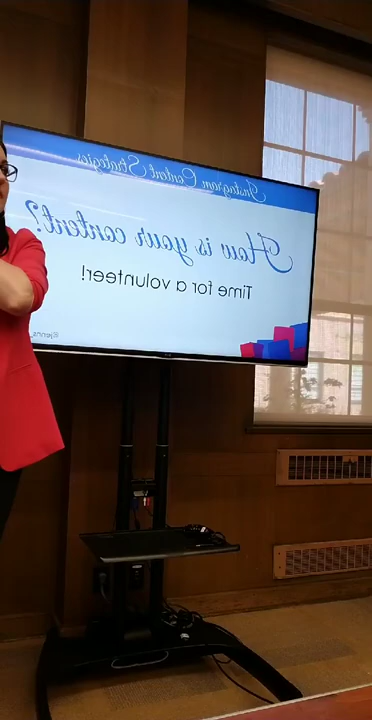 Instagram Content Strategies
How is your content?
Time for a volunteer!